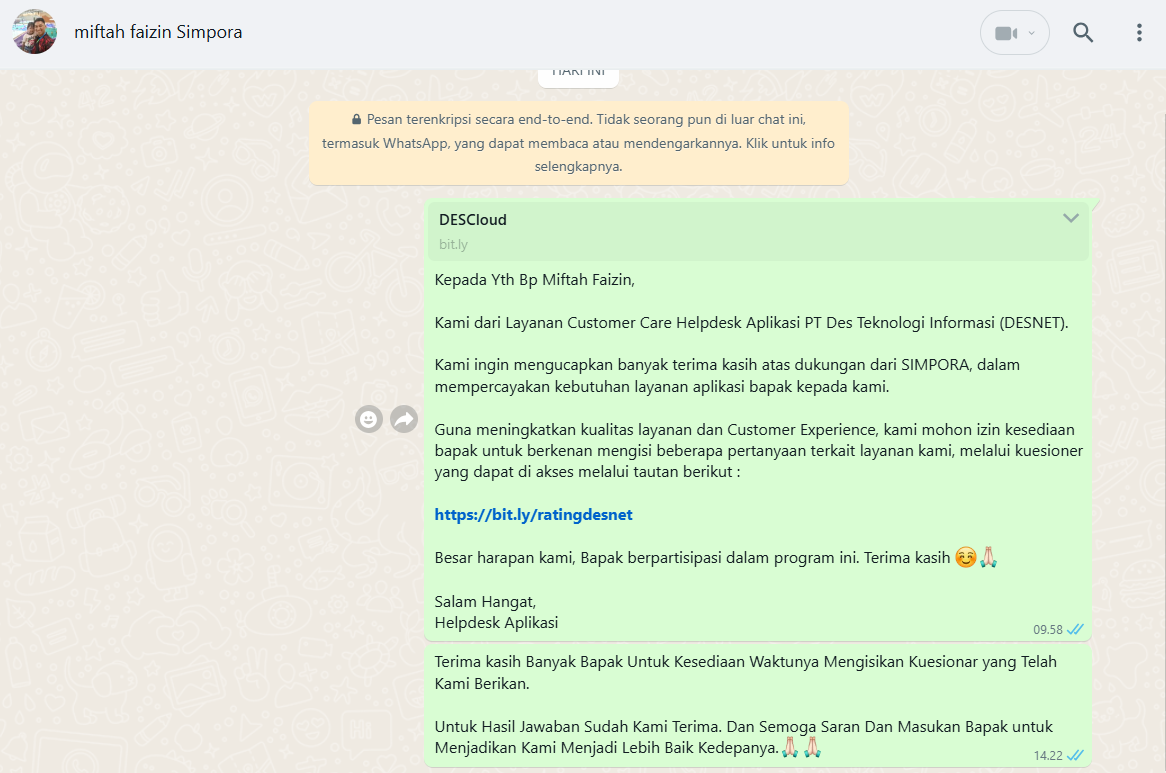 miftah faizin Simpora
HARI INI
Pesan terenkripsi secara end-to-end. Tidak seorang pun di luar chat ini,
termasuk WhatsApp, yang dapat membaca atau mendengarkannya. Klik untuk info
selengkapnya.
DESCloud
bit.ly
Kepada Yth Bp Miftah Faizin,
Kami dari Layanan Customer Care Helpdesk Aplikasi PT Des Teknologi Informasi (DESNET).
Kami ingin mengucapkan banyak terima kasih atas dukungan dari SIMPORA, dalam
mempercayakan kebutuhan layanan aplikasi bapak kepada kami.
Guna meningkatkan kualitas layanan dan Customer Experience, kami mohon izin kesediaan
bapak untuk berkenan mengisi beberapa pertanyaan terkait layanan kami, melalui kuesioner
yang dapat di akses melalui tautan berikut :
https://bit.ly/ratingdesnet
Besar harapan kami, Bapak berpartisipasi dalam program ini. Terima kasih 😊🙏🏻
Salam Hangat,
Helpdesk Aplikasi
09.58
Terima kasih Banyak Bapak Untuk Kesediaan Waktunya Mengisikan Kuesionar yang Telah
Kami Berikan.
Untuk Hasil Jawaban Sudah Kami Terima. Dan Semoga Saran Dan Masukan Bapak untuk
Menjadikan Kami Menjadi Lebih Baik Kedepanya.🙏🏻🙏🏻
14.22